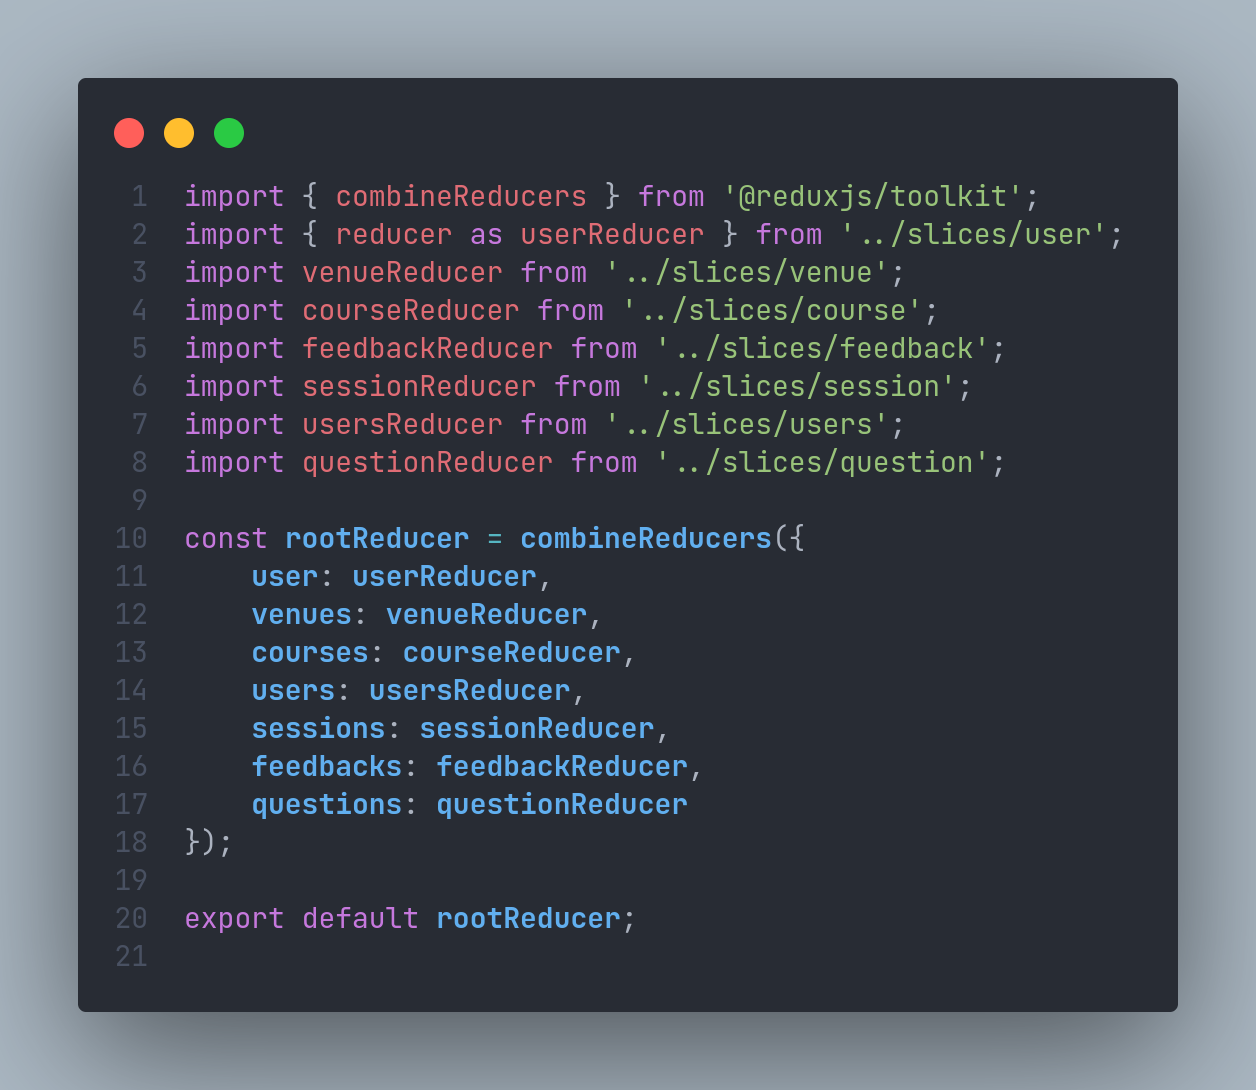 1 import { combineReducers } from '@reduxjs/toolkit';
2 import { reducer as userReducer } from '../slices/user';
3 import venueReducer from '../slices/venue';
4 import courseReducer from '../slices/course';
5 import feedbackReducer from '../slices/feedback';
6 import sessionReducer from '../slices/session';
7 import usersReducer from '../slices/users';
8 import questionReducer from '../slices/question';
9
10 const rootReducer = combineReducers({
11     user: userReducer,
12     venues: venueReducer,
13     courses: courseReducer,
14     users: usersReducer,
15     sessions: sessionReducer,
16     feedbacks: feedbackReducer,
17     questions: questionReducer
18 });
19
20 export default rootReducer;
21